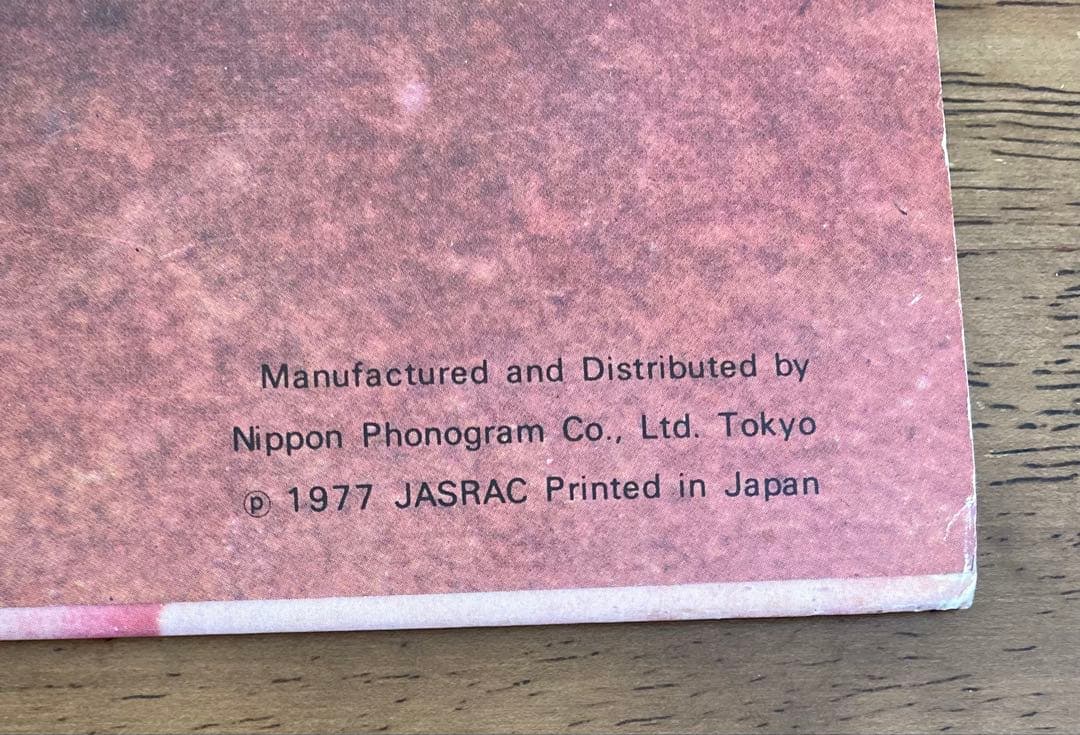 Manufactured and Distributed by
Nippon Phonogram Co., Ltd. Tokyo
ⓟ 1977 JASRAC Printed in Japan